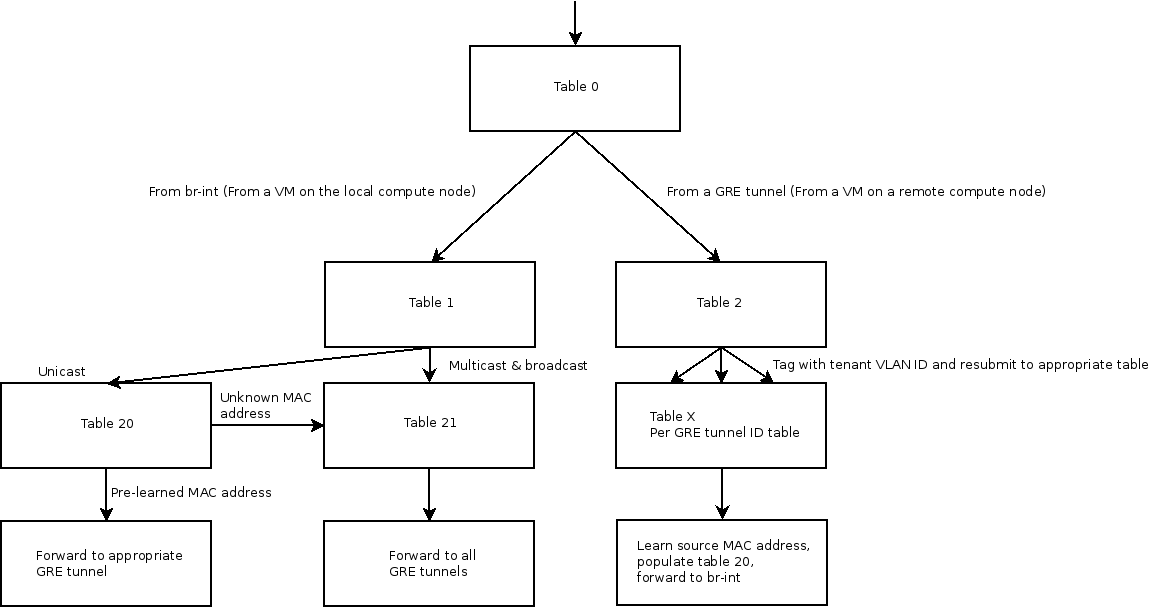 Table 0
From br-int (From a VM on the local compute node)
From a GRE tunnel (From a VM on a remote compute node)
Table 1
Table 2
Unicast
Multicast & broadcast
Tag with tenant VLAN ID and resubmit to appropriate table
Table 20
Unknown MAC
address
Table 21
Table X
Per GRE tunnel ID table
Pre-learned MAC address
Forward to appropriate
GRE tunnel
Forward to all
GRE tunnels
Learn source MAC address,
populate table 20,
forward to br-int